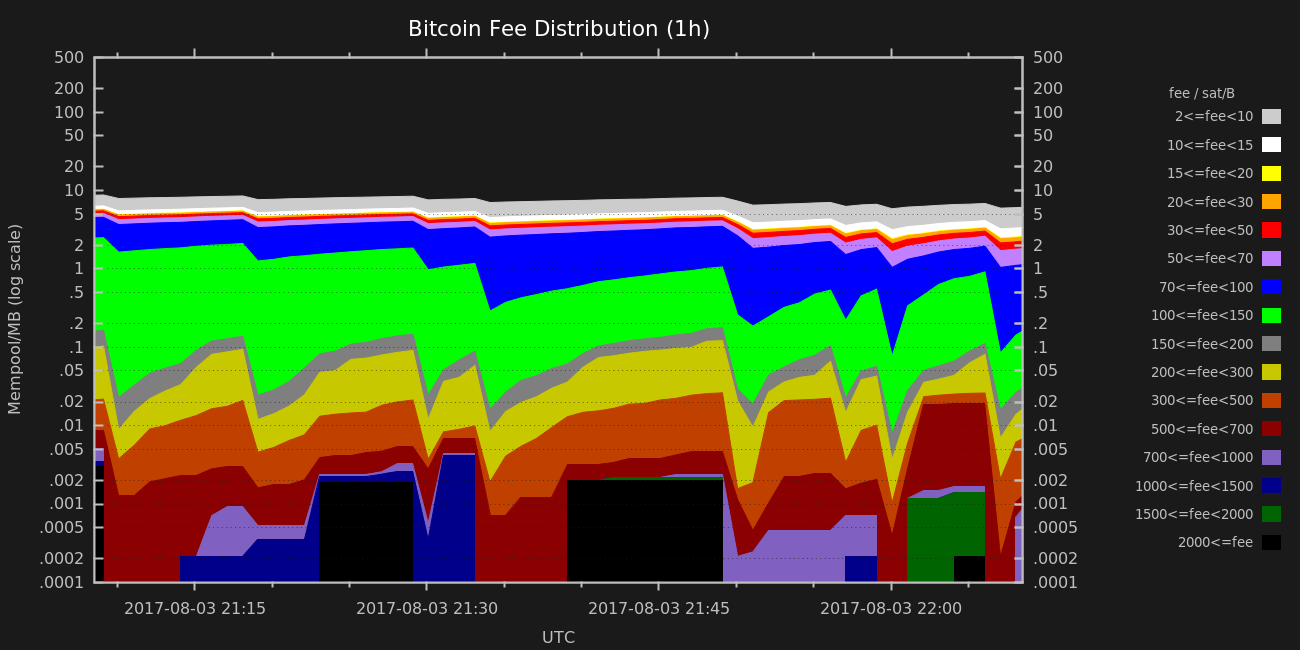 Bitcoin Fee Distribution (1h)
Mempool/MB (log scale)
500
200
100
50
20
10
5
2
1
.5
.2
.1
.05
.02
.01
.005
.002
.001
.0005
.0002
.0001
500
200
100
50
20
10
5
2
1
.5
.2
.1
.05
.02
.01
.005
.002
.001
.0005
.0002
.0001
2017-08-03 21:15 2017-08-03 21:30 2017-08-03 21:45 2017-08-03 22:00
UTC
fee / sat/B
2<=fee<10
10<=fee<15
15<=fee<20
20<=fee<30
30<=fee<50
50<=fee<70
70<=fee<100
100<=fee<150
150<=fee<200
200<=fee<300
300<=fee<500
500<=fee<700
700<=fee<1000
1000<=fee<1500
1500<=fee<2000
2000<=fee